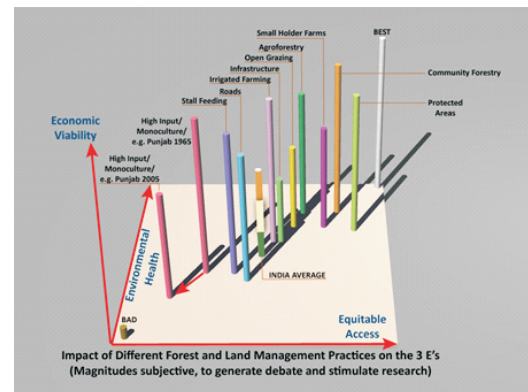 BEST
Small Holder Farms
Agroforestry
Open Grazing
Infrastructure
Irrigated Farming
Roads
Stall Feeding
Community Forestry
Protected
Areas
Economic
Viability
High Input/
Monoculture/
e.g. Punjab 1965
High Input/
Monoculture/
e.g. Punjab 2005
Environmental
Health
INDIA AVERAGE
BAD
Equitable
Access
Impact of Different Forest and Land Management Practices on the 3 E's
(Magnitudes subjective, to generate debate and stimulate research)